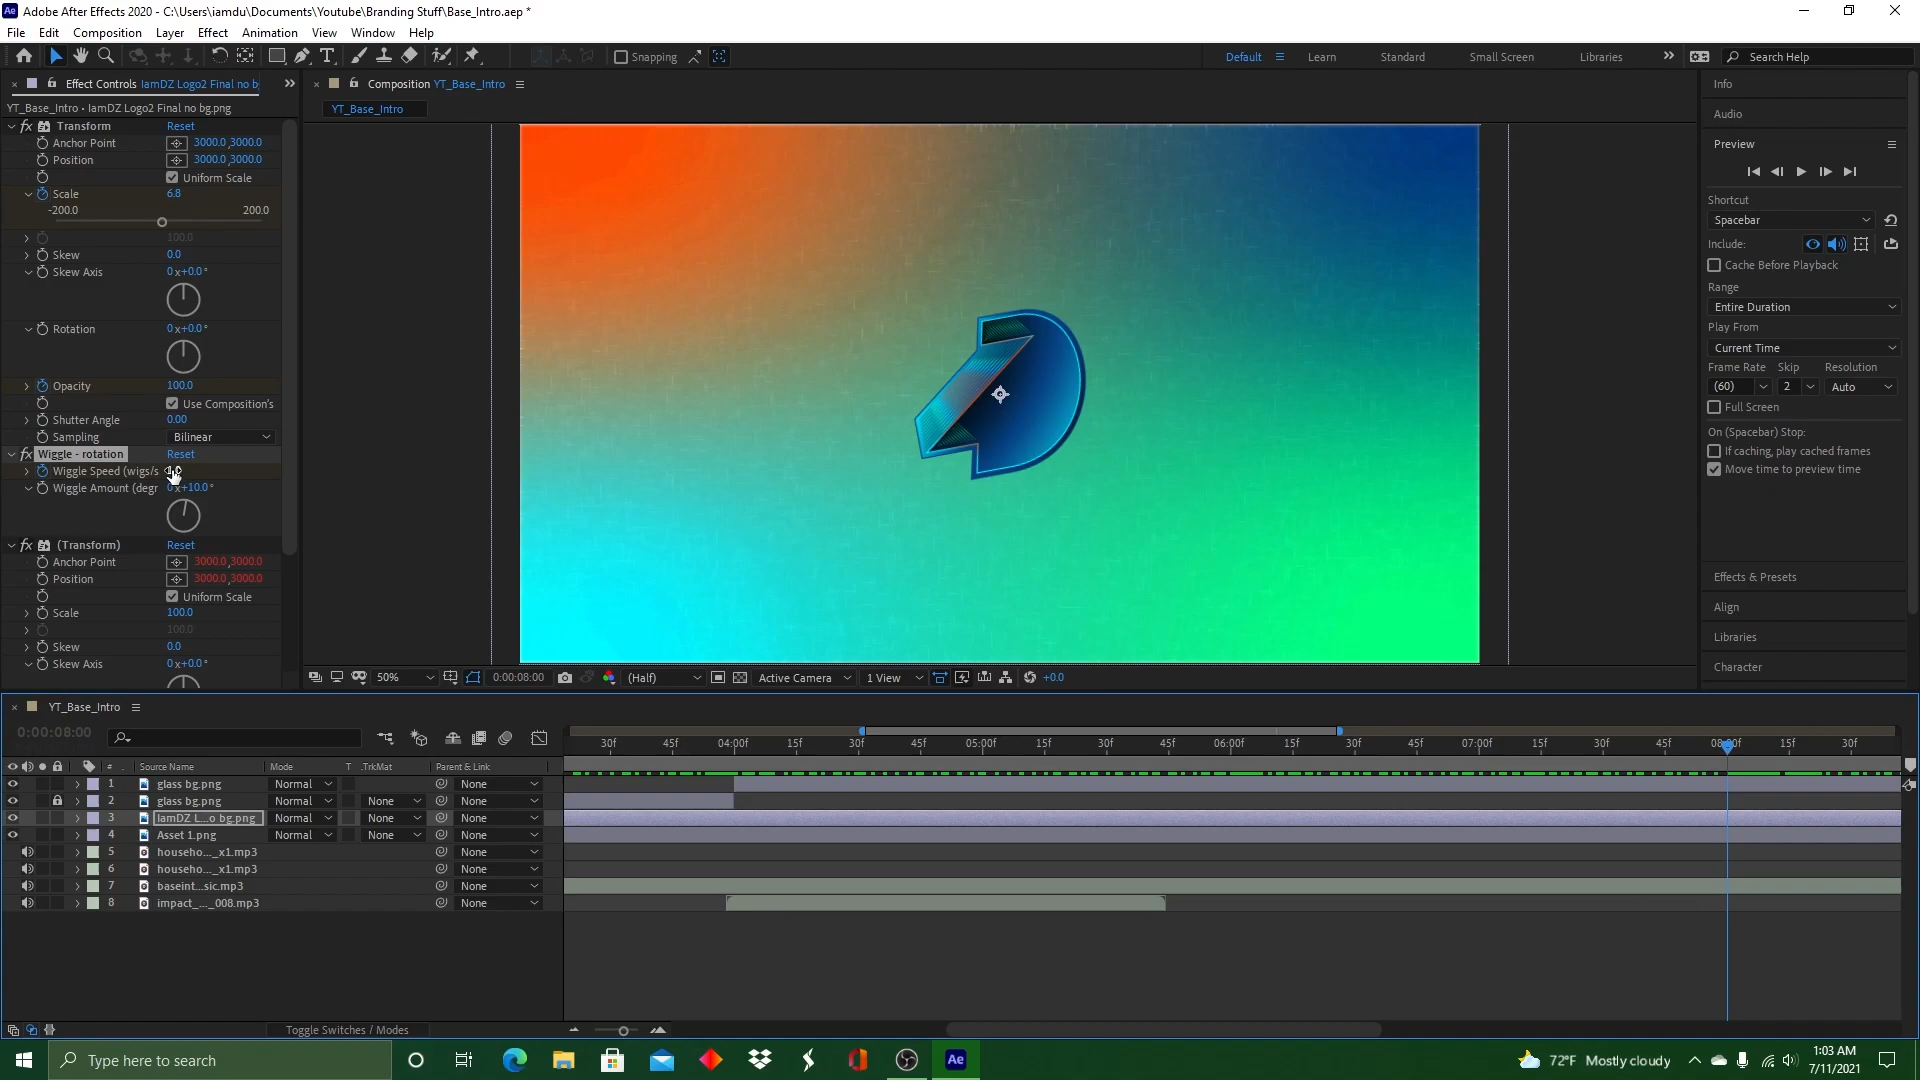 Adobe After Effects 2020 - C:\Users\iamdu\Documents\Youtube\Branding Stuff\Base_Intro.aep *
File Edit Composition Layer Effect Animation View Window Help
Snapping
Default Learn Standard Small Screen Libraries
Search Help
Effect Controls IamDZ Logo2 Final no b
YT_Base_Intro • IamDZ Logo2 Final no bg.png
fx Transform Reset
Anchor Point 3000.0,3000.0
Position 3000.0,3000.0
Uniform Scale
Scale 6.8
-200.0 200.0
100.0
Skew 0.0
Skew Axis 0x+0.0°
Rotation 0x+0.0°
Opacity 100.0
Use Composition's
Shutter Angle 0.00
Sampling Bilinear
fx Wiggle - rotation Reset
Wiggle Speed (wigs/s
Wiggle Amount (degr 0x+10.0°
fx (Transform) Reset
Anchor Point 3000.0,3000.0
Position 3000.0,3000.0
Uniform Scale
Scale 100.0
100.0
Skew 0.0
Skew Axis 0x+0.0°
Composition YT_Base_Intro
YT_Base_Intro
50% 0:00:08:00 (Half) Active Camera 1 View +0.0
Info
Audio
Preview
Shortcut
Spacebar
Include:
Cache Before Playback
Range
Entire Duration
Play From
Current Time
Frame Rate Skip Resolution
(60) 2 Auto
Full Screen
On (Spacebar) Stop:
If caching, play cached frames
Move time to preview time
Effects & Presets
Align
Libraries
Character
YT_Base_Intro
0:00:08:00
30f 45f 04:00f 15f 30f 45f 05:00f 15f 30f 45f 06:00f 15f 30f 45f 07:00f 15f 30f 45f 08:00f 15f 30f
# Source Name Mode T .TrkMat Parent & Link
1 glass bg.png Normal None
2 glass bg.png Normal None None
3 IamDZ L...o bg.png Normal None None
4 Asset 1.png Normal None None
5 househo..._x1.mp3 None
6 househo..._x1.mp3 None
7 baseint...sic.mp3 None
8 impact_..._008.mp3 None
Toggle Switches / Modes
Type here to search
Ae
72°F Mostly cloudy
1:03 AM
7/11/2021